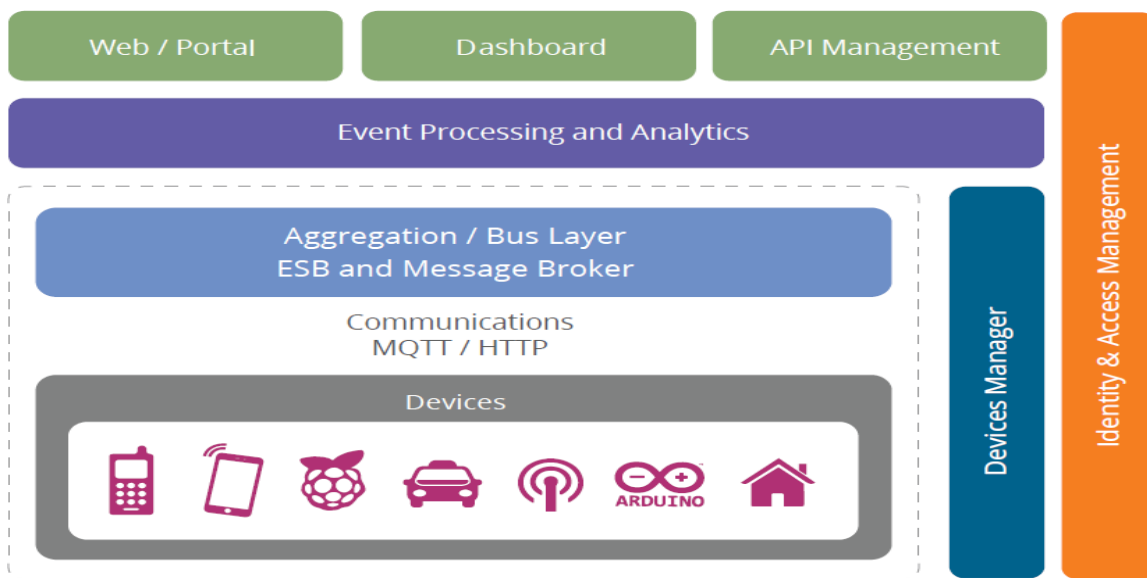 Web / Portal
Dashboard
API Management
Event Processing and Analytics
Aggregation / Bus Layer
ESB and Message Broker
Communications
MQTT / HTTP
Devices
ARDUINO
Devices Manager
Identity & Access Management